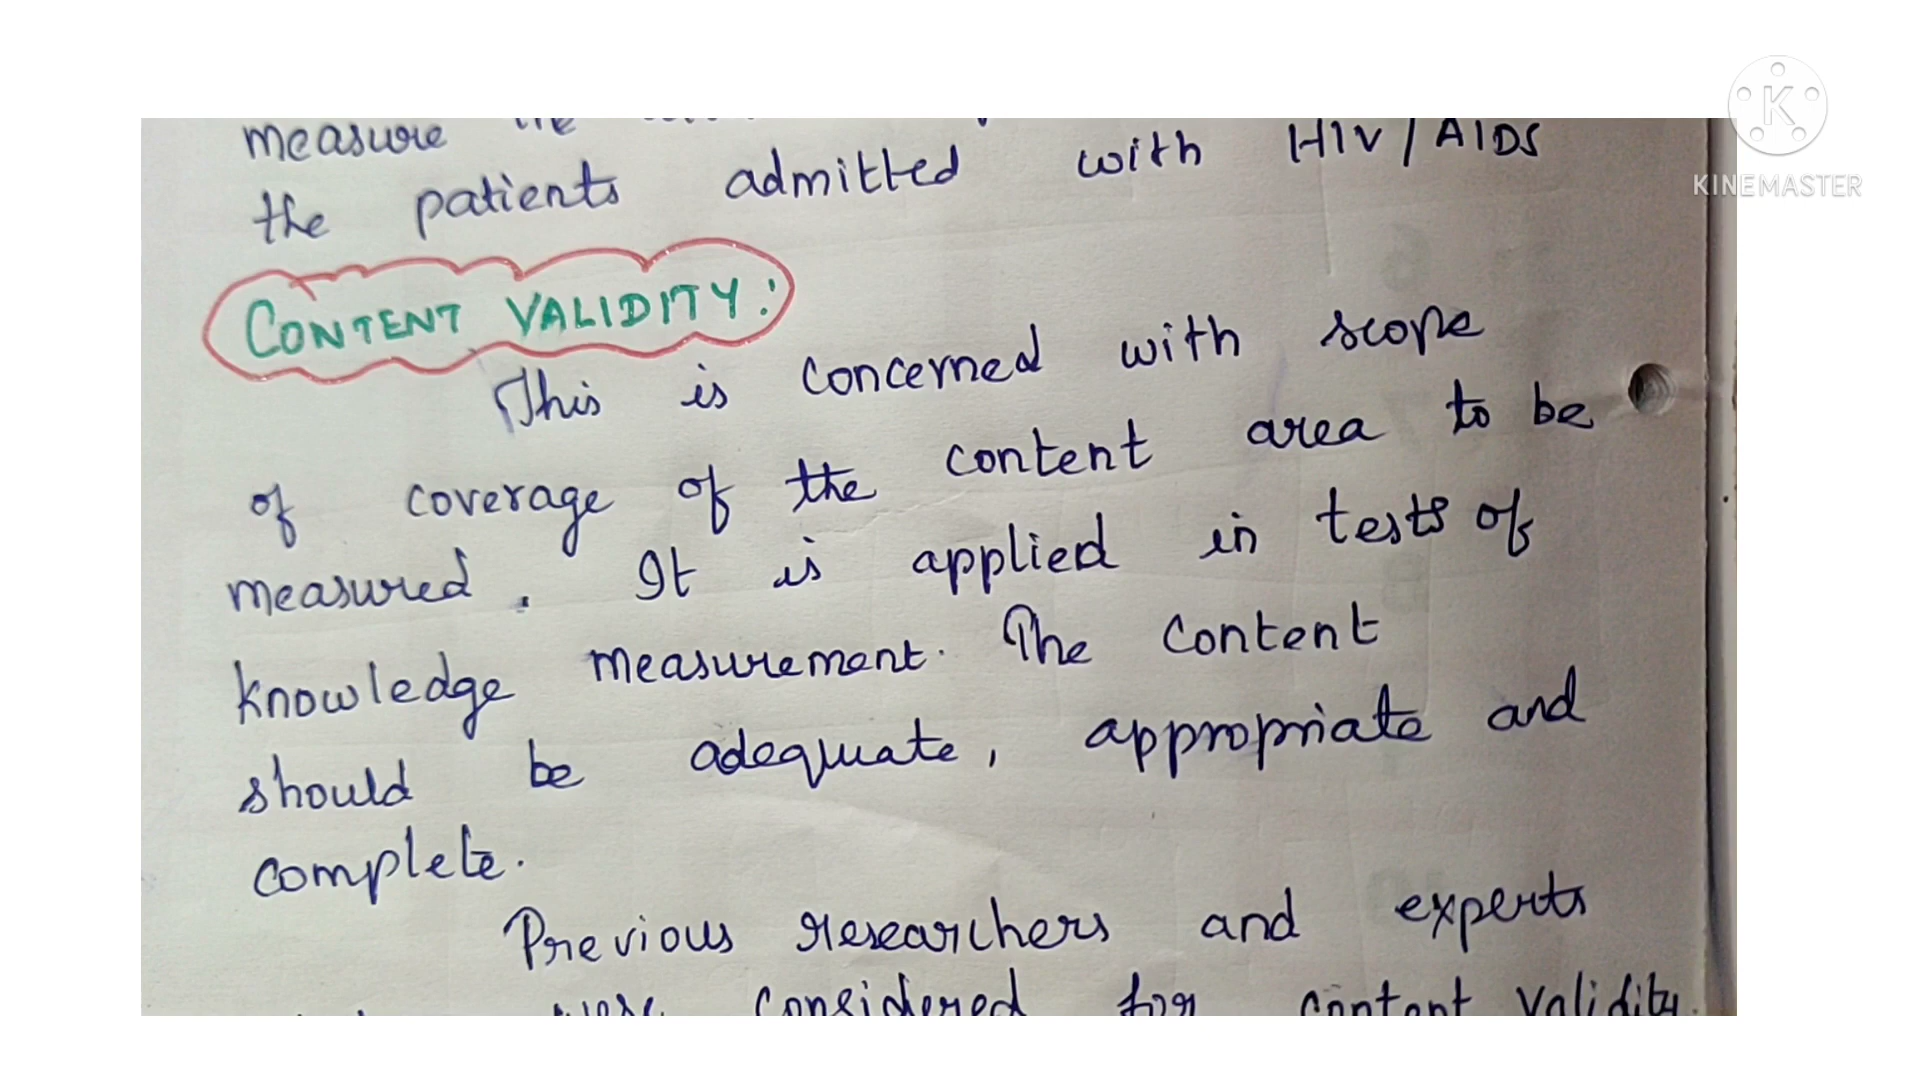 measure the
the patients admitted with HIV/AIDS
CONTENT VALIDITY:
This is concerned with scope
of coverage of the content area to be
measured. It is applied in tests of
knowledge measurement. The content
should be adequate, appropriate and
complete.
Previous researchers and experts
were considered for content validity.
K
KINEMASTER